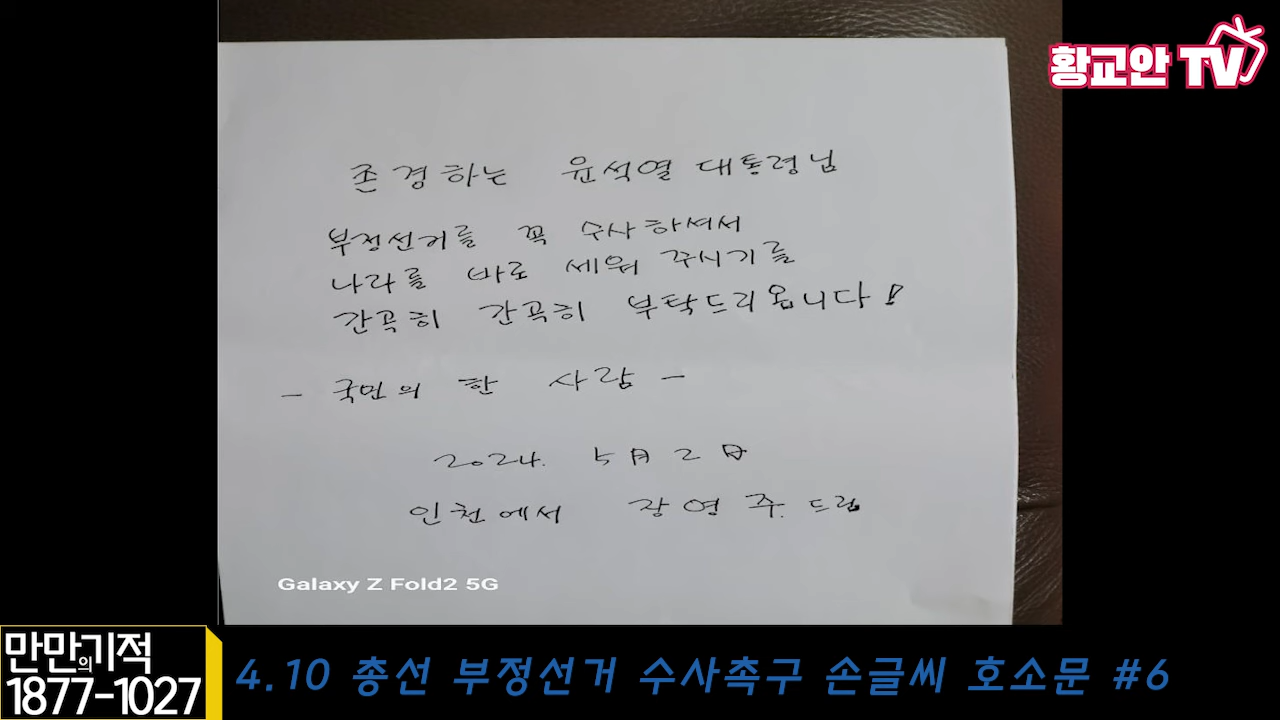 황교안 TV
존경하는 윤석열 대통령님
부정선거를 꼭 수사하셔서
나라를 바로 세워 주시기를
간곡히 간곡히 부탁드리옵니다!
- 국민의 한 사람 -
2024. 5月 2日
인천에서 장영주. 드림
Galaxy Z Fold2 5G
만만의기적
1877-1027
4.10 총선 부정선거 수사촉구 손글씨 호소문 #6